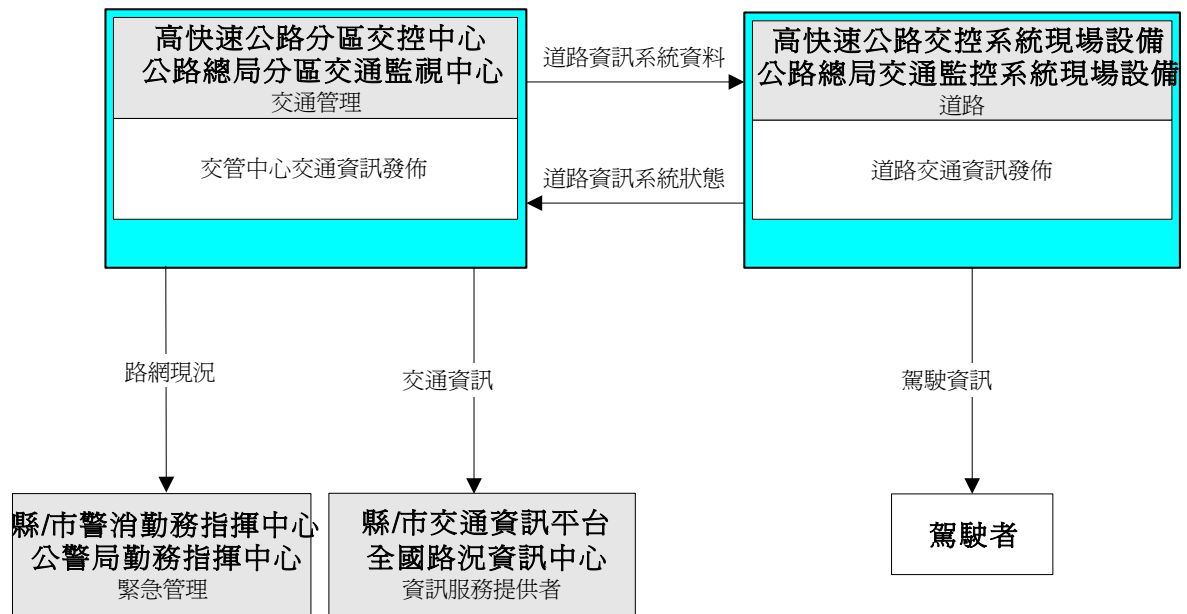 高快速公路分區交控中心
公路總局分區交通監視中心
交通管理
交管中心交通資訊發佈
道路資訊系統資料
道路資訊系統狀態
高快速公路交控系統現場設備
公路總局交通監控系統現場設備
道路
道路交通資訊發佈
路網現況
交通資訊
駕駛資訊
縣/市警消勤務指揮中心
公警局勤務指揮中心
緊急管理
縣/市交通資訊平台
全國路況資訊中心
資訊服務提供者
駕駛者